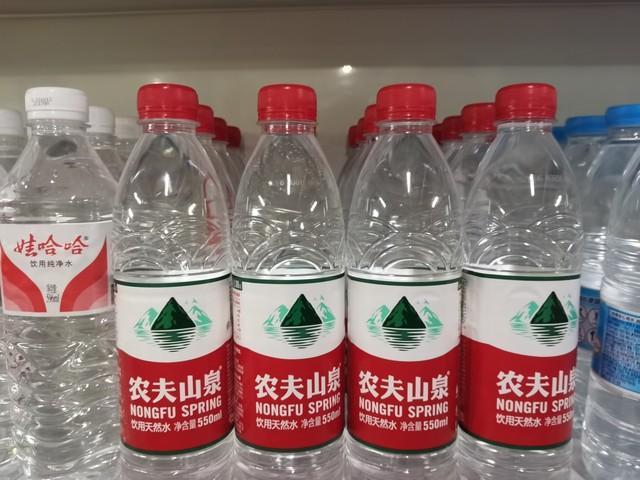 娃哈哈®
饮用纯净水
净含量
596ml
农夫山泉®
NONGFU SPRING
饮用天然水 净含量550ml
农夫山泉®
NONGFU SPRING
饮用天然水 净含量550ml
农夫山泉®
NONGFU SPRING
饮用天然水 净含量550ml
农夫山泉
NONGFU SPRING
饮用天然水 净含量550